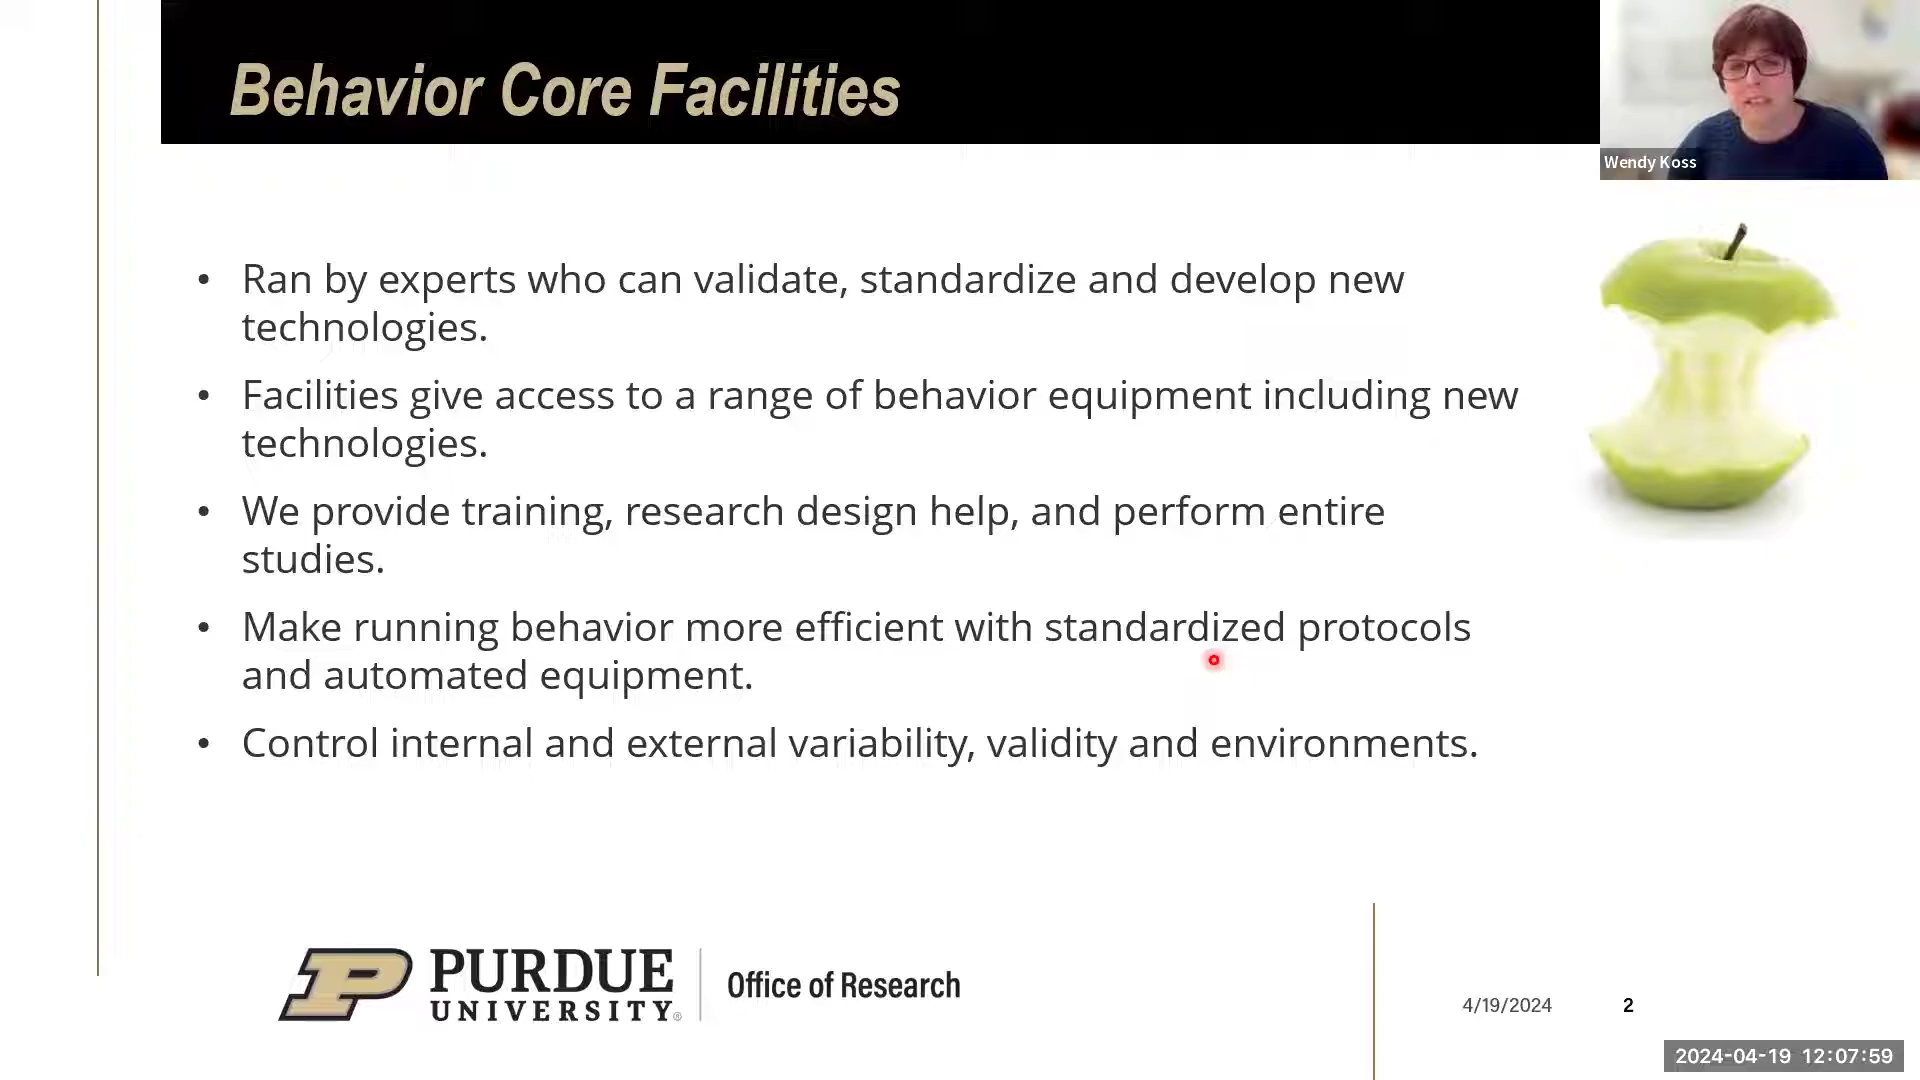 Behavior Core Facilities
Wendy Koss
• Ran by experts who can validate, standardize and develop new
technologies.
• Facilities give access to a range of behavior equipment including new
technologies.
• We provide training, research design help, and perform entire
studies.
• Make running behavior more efficient with standardized protocols
and automated equipment.
• Control internal and external variability, validity and environments.
P PURDUE
UNIVERSITY®
Office of Research
4/19/2024
2
2024-04-19 12:07:59